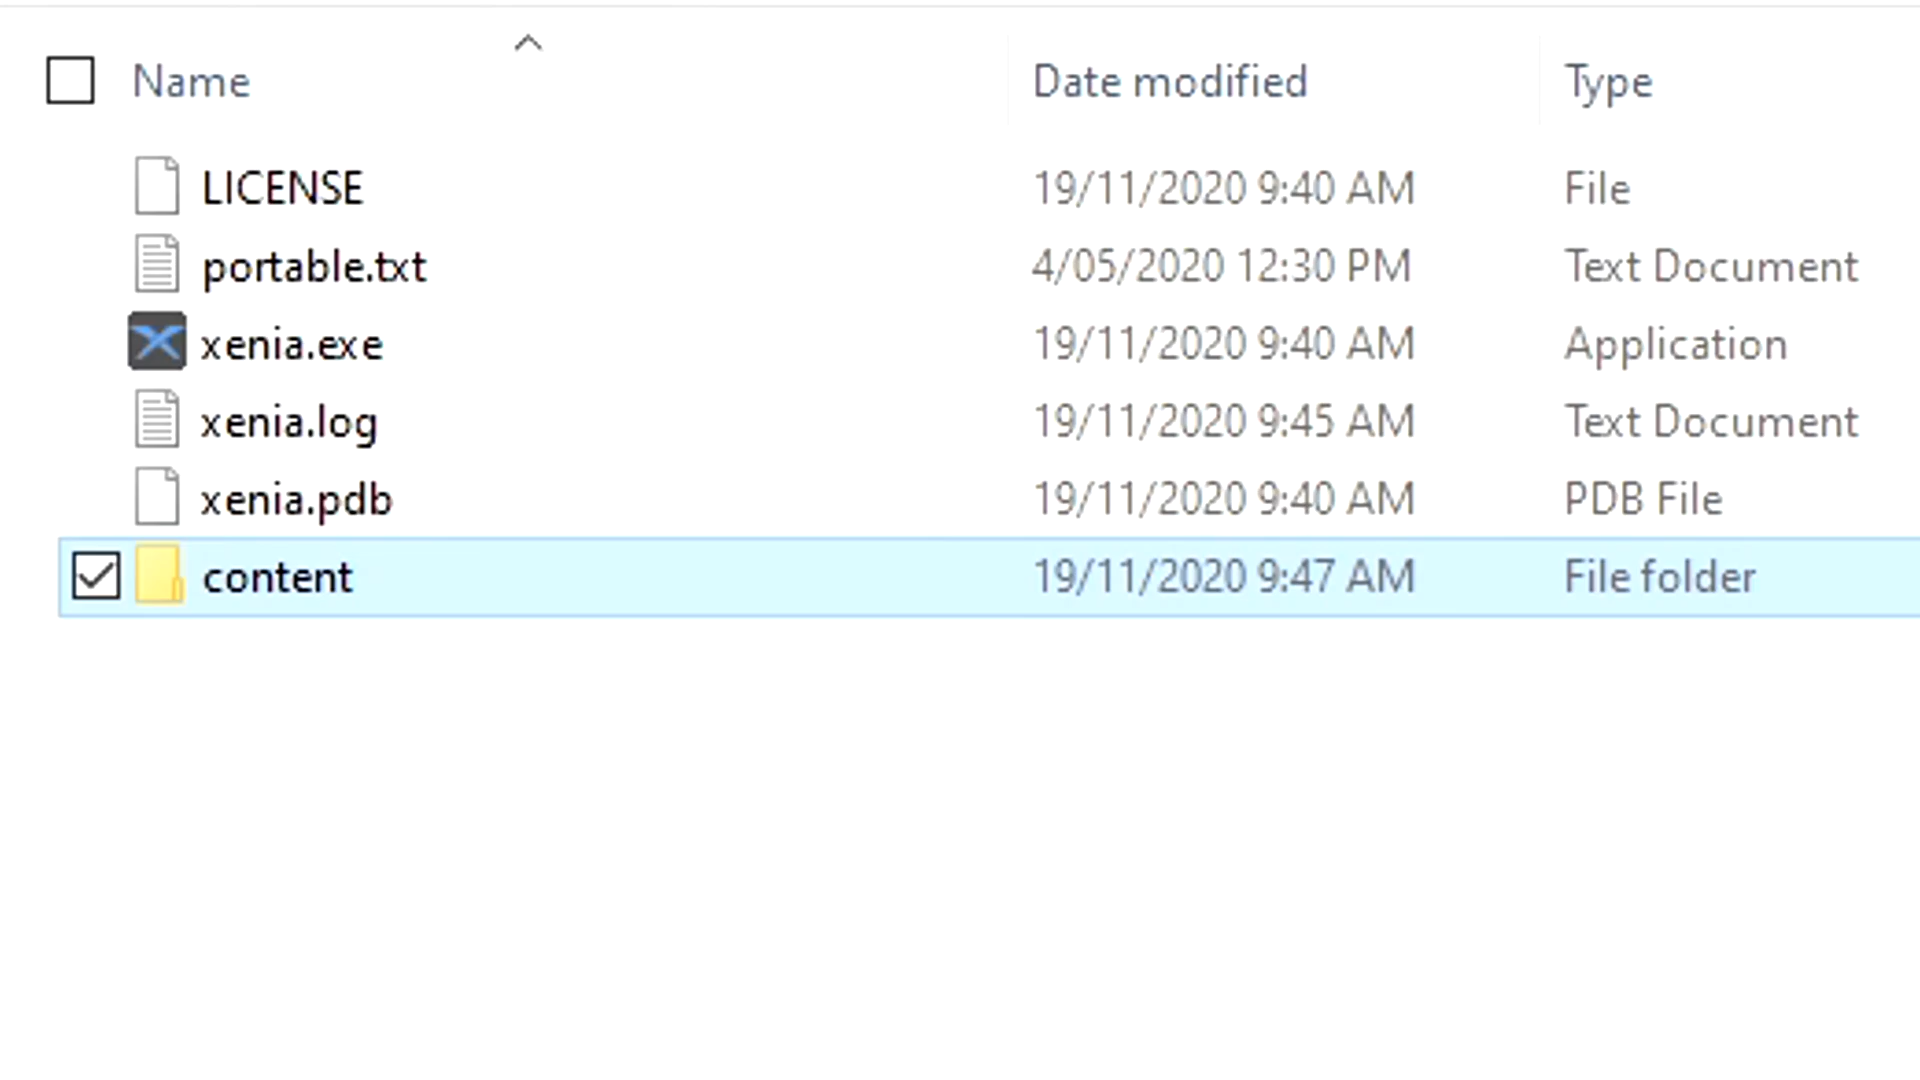 Name Date modified Type
LICENSE 19/11/2020 9:40 AM File
portable.txt 4/05/2020 12:30 PM Text Document
xenia.exe 19/11/2020 9:40 AM Application
xenia.log 19/11/2020 9:45 AM Text Document
xenia.pdb 19/11/2020 9:40 AM PDB File
content 19/11/2020 9:47 AM File folder